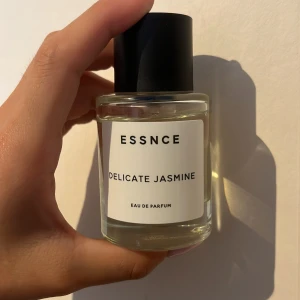 ESSNCE
DELICATE JASMINE
EAU DE PARFUM